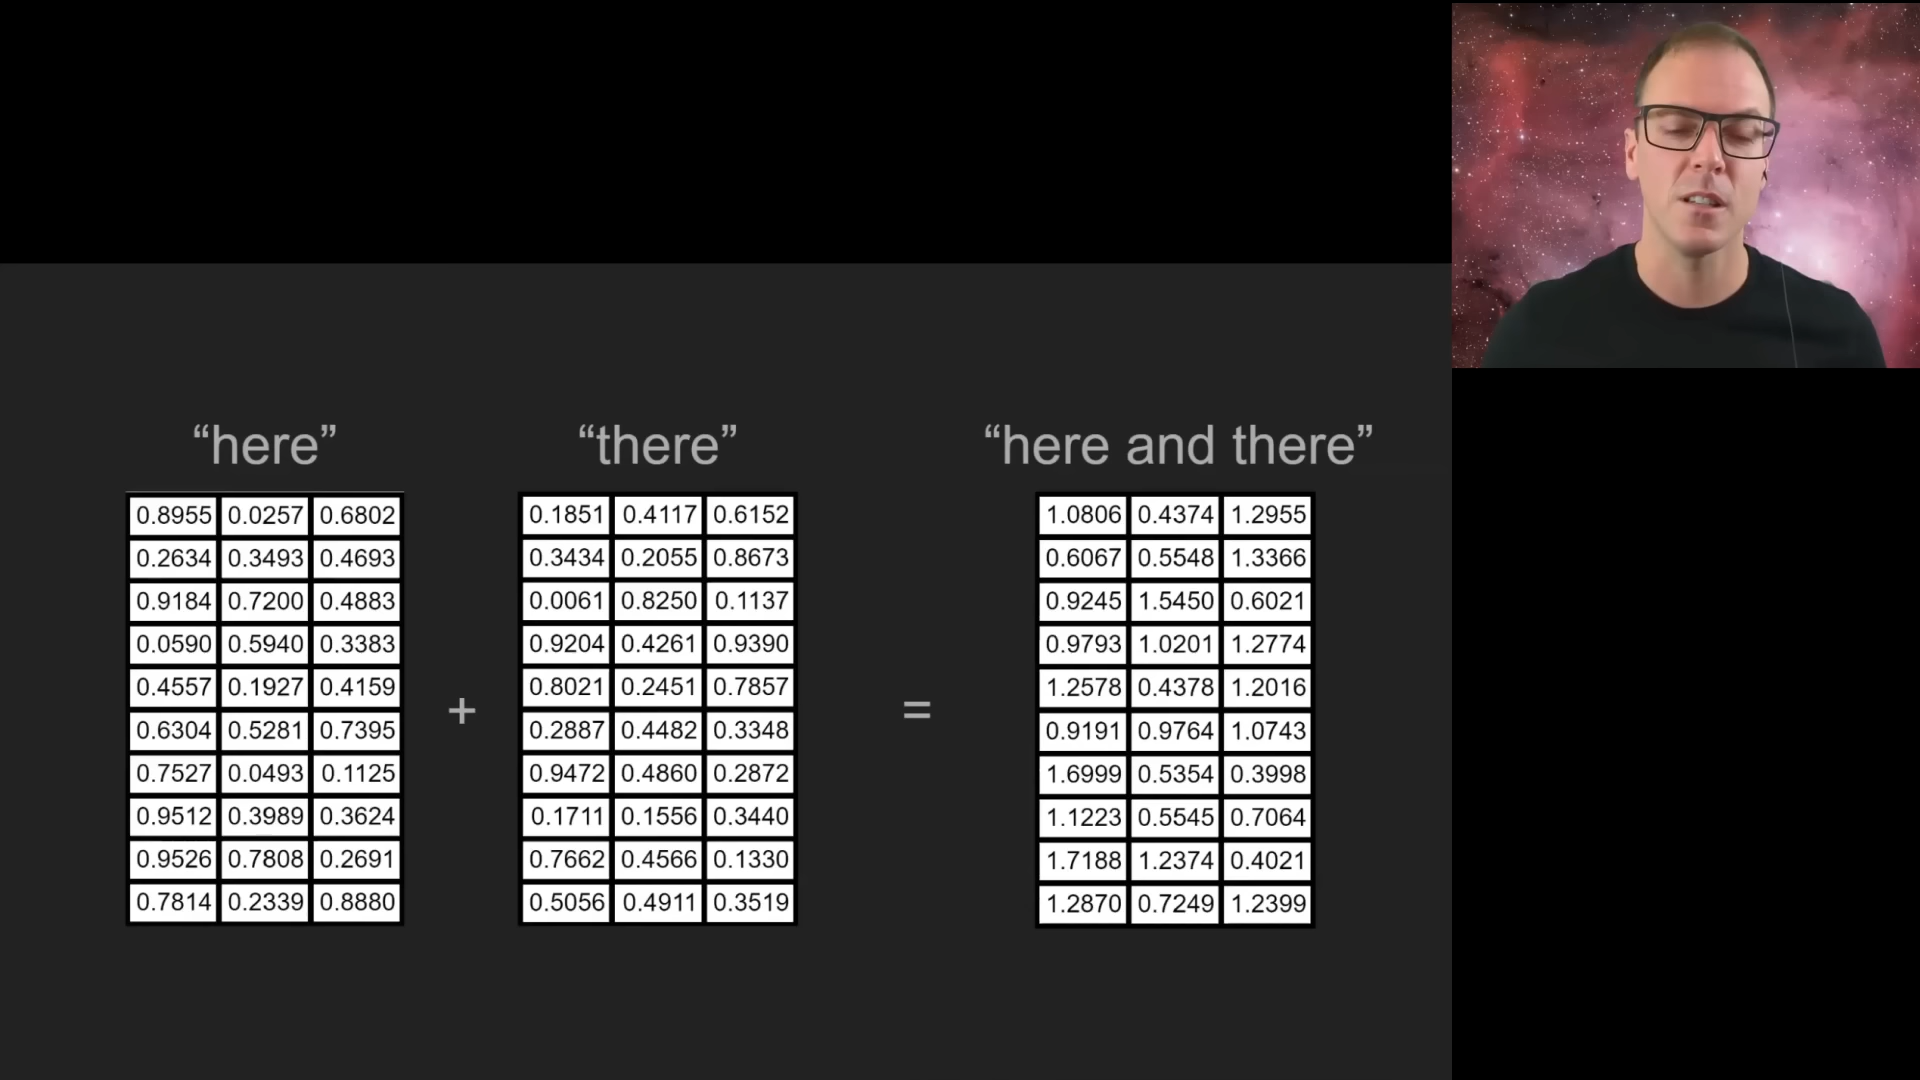 “here”
0.8955 0.0257 0.6802
0.2634 0.3493 0.4693
0.9184 0.7200 0.4883
0.0590 0.5940 0.3383
0.4557 0.1927 0.4159
0.6304 0.5281 0.7395
0.7527 0.0493 0.1125
0.9512 0.3989 0.3624
0.9526 0.7808 0.2691
0.7814 0.2339 0.8880
+
“there”
0.1851 0.4117 0.6152
0.3434 0.2055 0.8673
0.0061 0.8250 0.1137
0.9204 0.4261 0.9390
0.8021 0.2451 0.7857
0.2887 0.4482 0.3348
0.9472 0.4860 0.2872
0.1711 0.1556 0.3440
0.7662 0.4566 0.1330
0.5056 0.4911 0.3519
=
“here and there”
1.0806 0.4374 1.2955
0.6067 0.5548 1.3366
0.9245 1.5450 0.6021
0.9793 1.0201 1.2774
1.2578 0.4378 1.2016
0.9191 0.9764 1.0743
1.6999 0.5354 0.3998
1.1223 0.5545 0.7064
1.7188 1.2374 0.4021
1.2870 0.7249 1.2399